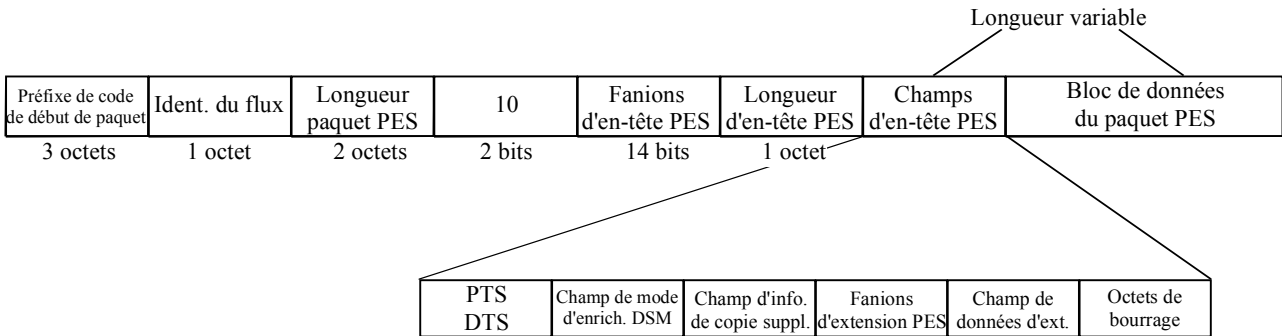 Longueur variable
Préfixe de code
de début de paquet
Ident. du flux
Longueur
paquet PES
10
Fanions
d'en-tête PES
Longueur
d'en-tête PES
Champs
d'en-tête PES
Bloc de données
du paquet PES
3 octets
1 octet
2 octets
2 bits
14 bits
1 octet
PTS
DTS
Champ de mode
d'enrich. DSM
Champ d'info.
de copie suppl.
Fanions
d'extension PES
Champ de
données d'ext.
Octets de
bourrage